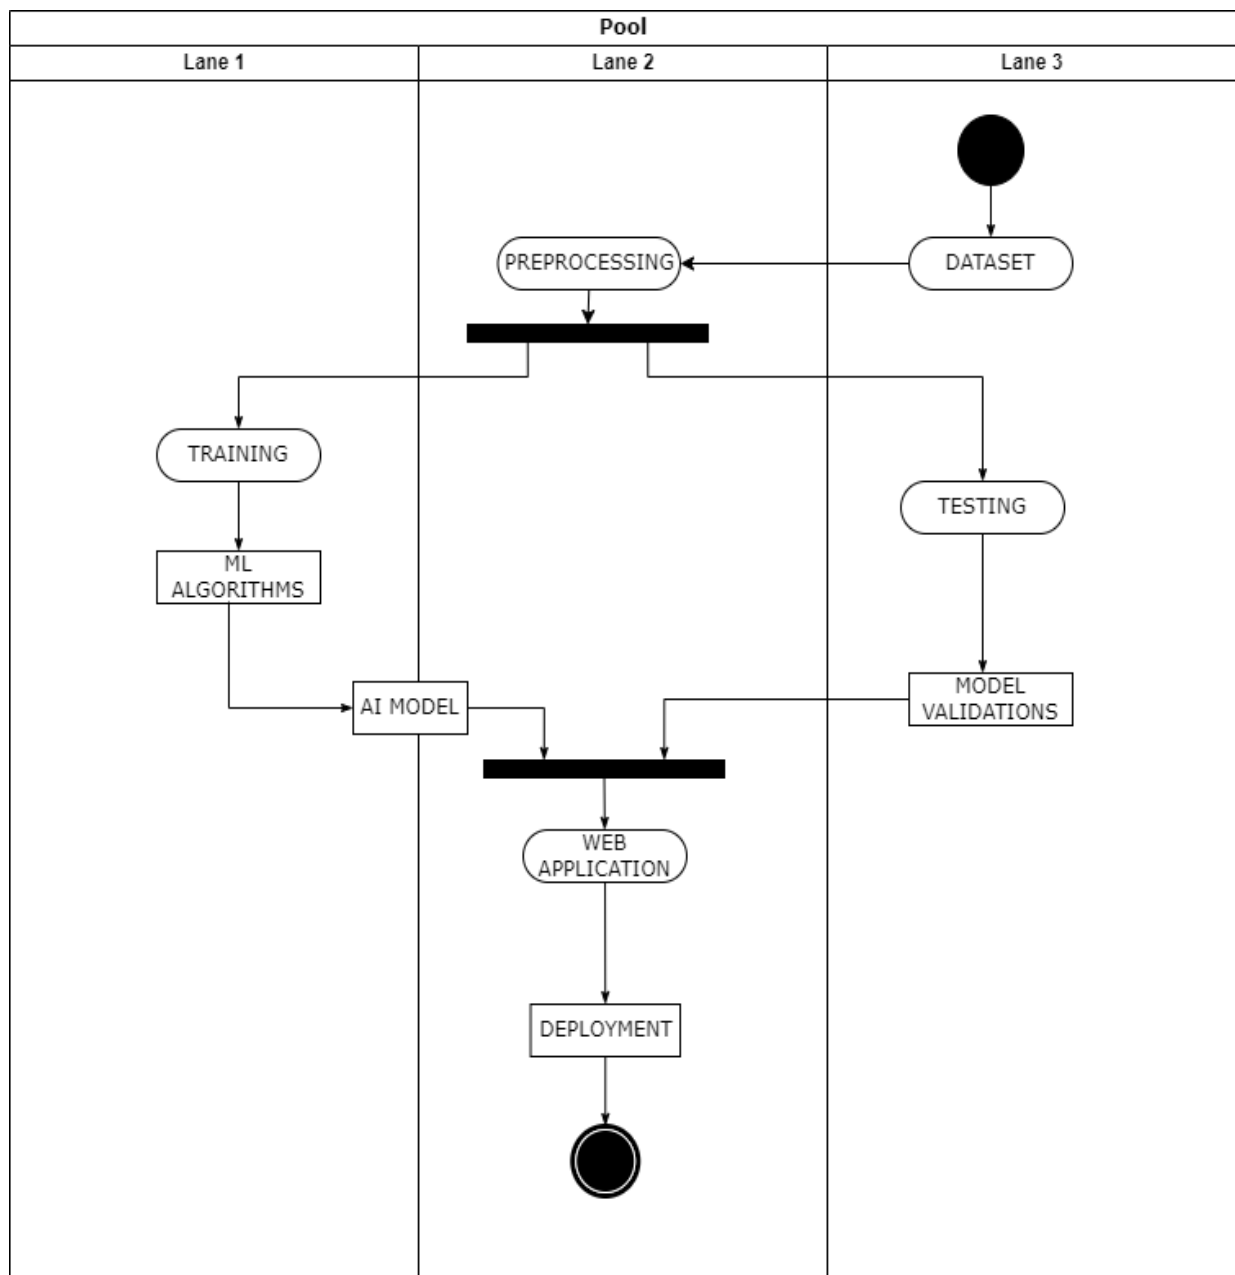 Pool
Lane 1
Lane 2
Lane 3
PREPROCESSING
DATASET
TRAINING
TESTING
ML
ALGORITHMS
AI MODEL
MODEL
VALIDATIONS
WEB
APPLICATION
DEPLOYMENT